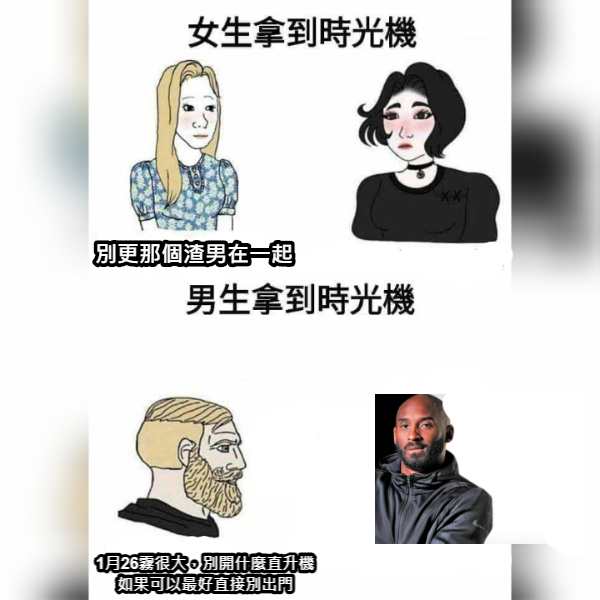 女生拿到時光機
別更那個渣男在一起
男生拿到時光機
1月26霧很大，別開什麼直升機
如果可以最好直接別出門